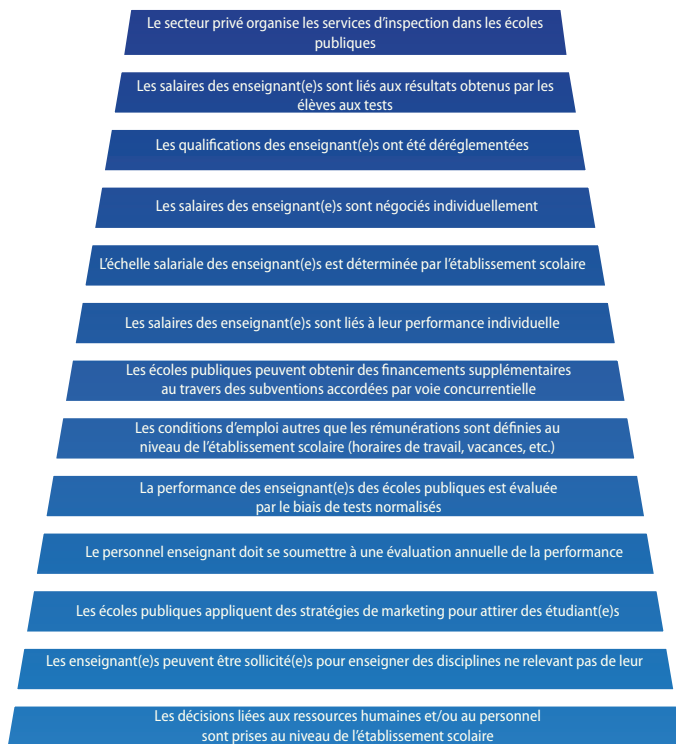 Le secteur privé organise les services d'inspection dans les écoles
publiques
Les salaires des enseignant(e)s sont liés aux résultats obtenus par les
élèves aux tests
Les qualifications des enseignant(e)s ont été déréglementées
Les salaires des enseignant(e)s sont négociés individuellement
L'échelle salariale des enseignant(e)s est déterminée par l'établissement scolaire
Les salaires des enseignant(e)s sont liés à leur performance individuelle
Les écoles publiques peuvent obtenir des financements supplémentaires
au travers des subventions accordées par voie concurrentielle
Les conditions d'emploi autres que les rémunérations sont définies au
niveau de l'établissement scolaire (horaires de travail, vacances, etc.)
La performance des enseignant(e)s des écoles publiques est évaluée
par le biais de tests normalisés
Le personnel enseignant doit se soumettre à une évaluation annuelle de la performance
Les écoles publiques appliquent des stratégies de marketing pour attirer des étudiant(e)s
Les enseignant(e)s peuvent être sollicité(e)s pour enseigner des disciplines ne relevant pas de leur
Les décisions liées aux ressources humaines et/ou au personnel
sont prises au niveau de l'établissement scolaire